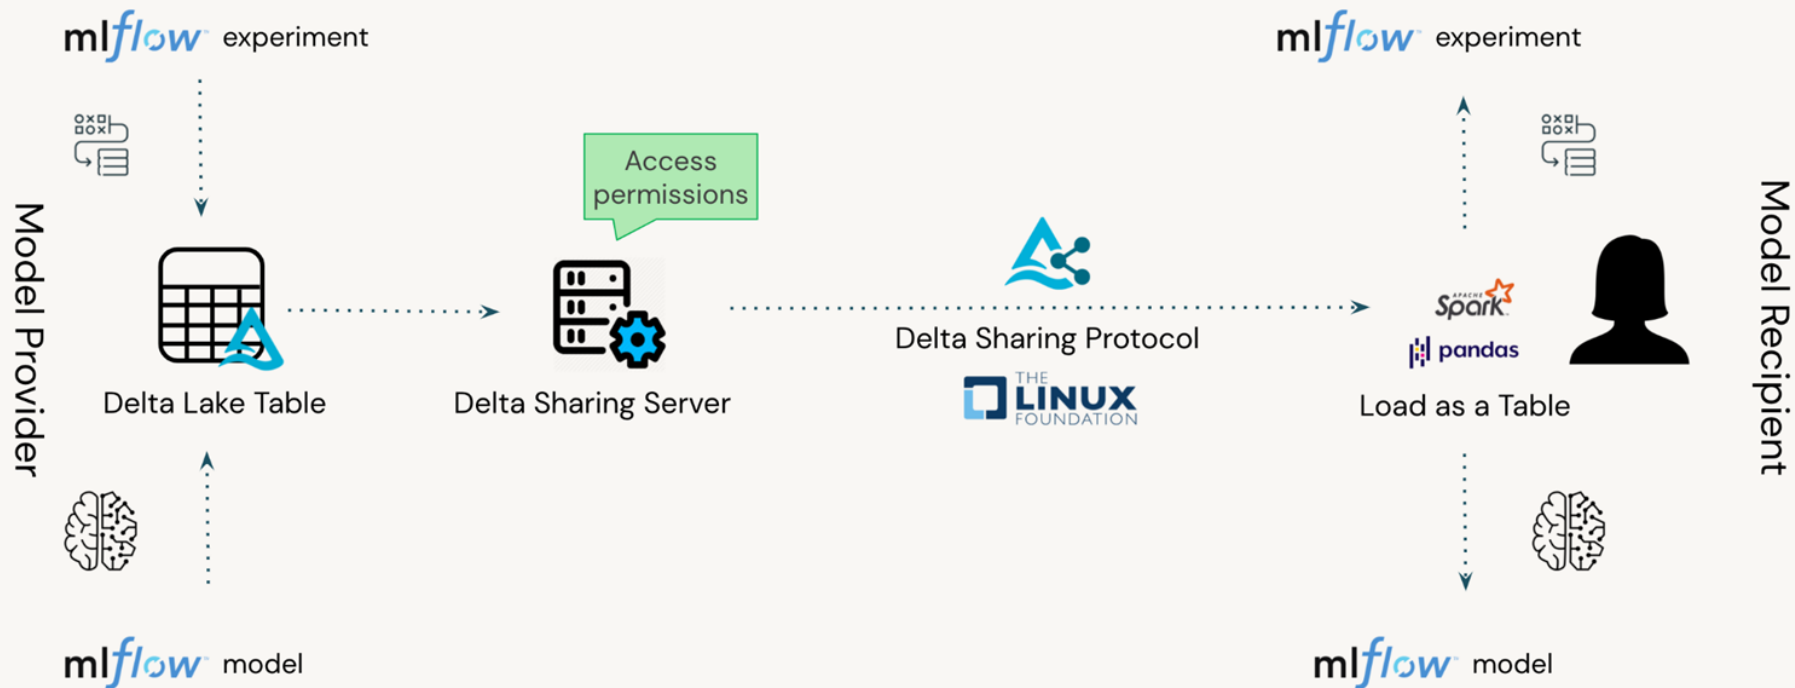 mlflow experiment
mlflow experiment
Access
permissions
Model Provider
Model Recipient
APACHE
Spark
pandas
Delta Sharing Protocol
Delta Lake Table
Delta Sharing Server
THE
LINUX
FOUNDATION
Load as a Table
mlflow model
mlflow model